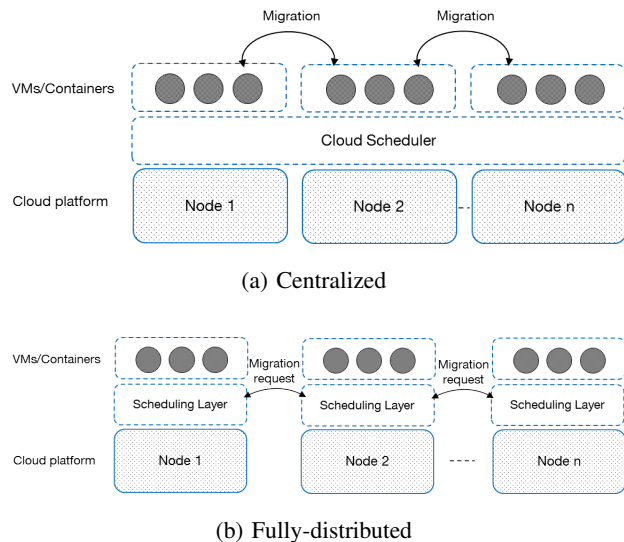 Migration Migration
VMs/Containers
Cloud Scheduler
Cloud platform Node 1 Node 2 Node n
(a) Centralized
VMs/Containers
Migration request Migration request
Scheduling Layer Scheduling Layer Scheduling Layer
Cloud platform Node 1 Node 2 Node n
(b) Fully-distributed